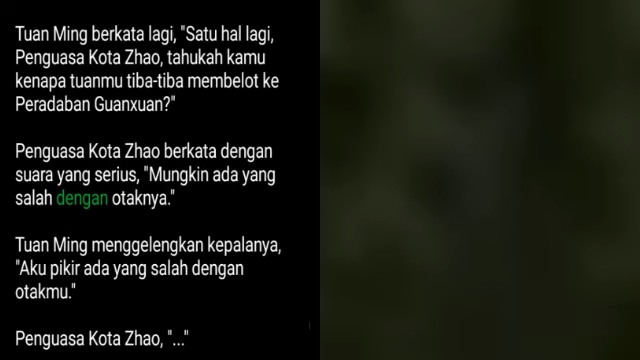 Tuan Ming berkata lagi, "Satu hal lagi,
Penguasa Kota Zhao, tahukah kamu
kenapa tuanmu tiba-tiba membelot ke
Peradaban Guanxuan?"
Penguasa Kota Zhao berkata dengan
suara yang serius, "Mungkin ada yang
salah dengan otaknya."
Tuan Ming menggelengkan kepalanya,
"Aku pikir ada yang salah dengan
otakmu."
Penguasa Kota Zhao, "..."